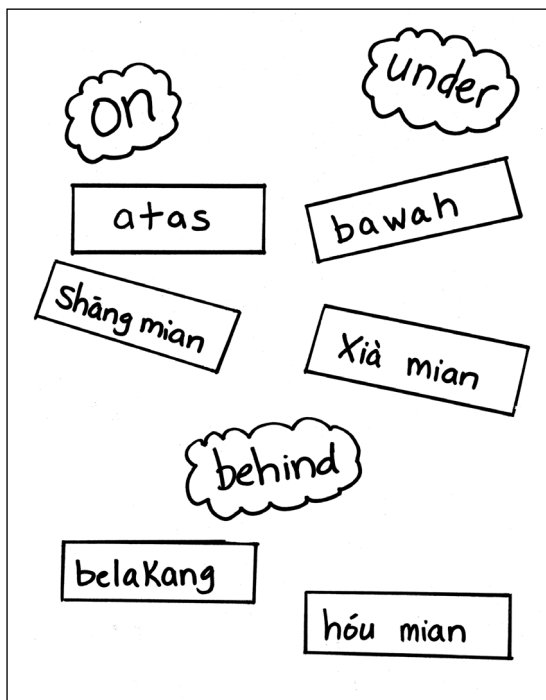 on
under
atas
bawah
Shāng mian
Xià mian
behind
belakang
hóu mian